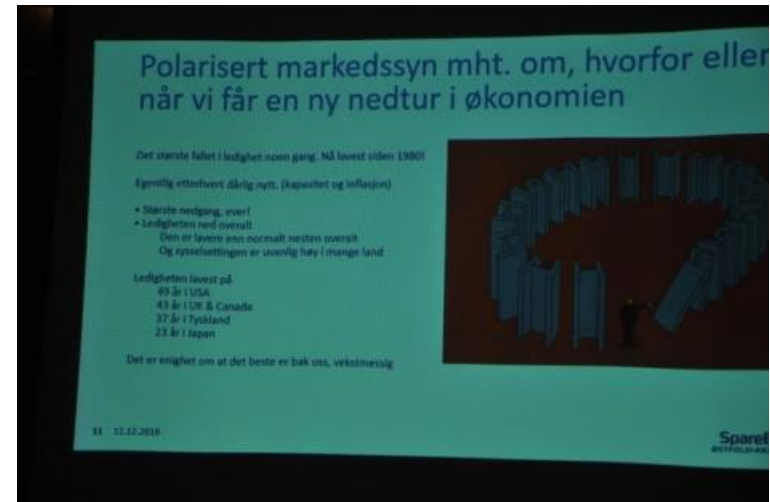 Polarisert markedssyn mht. om, hvorfor eller
når vi får en ny nedtur i økonomien
Det største fallet i ledighet noen gang. Nå lavest siden 1980!
Egentlig etterhvert dårlig nytt. (kapasitet og inflasjon)
• Største nedgang, ever!
• Ledigheten ned overalt
Den er lavere enn normalt nesten overalt
Og sysselsettingen er uvanlig høy i mange land
Ledigheten lavest på
49 år i USA
43 år i UK & Canada
37 år i Tyskland
23 år i Japan
Det er enighet om at det beste er bak oss, vekstmessig
11 12.12.2018
SpareB
ØSTFOLD-AK